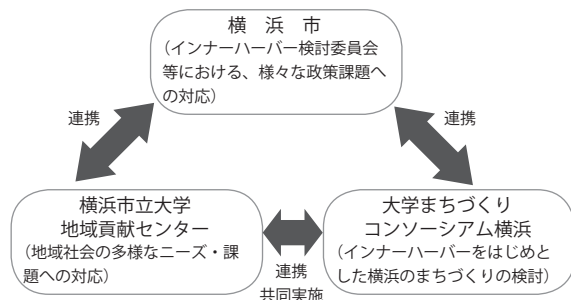 横 浜 市
(インナーハーバー検討委員会
等における、様々な政策課題へ
の対応)
連携
連携
横浜市立大学
地域貢献センター
(地域社会の多様なニーズ・課
題への対応)
大学まちづくり
コンソーシアム横浜
(インナーハーバーをはじめと
した横浜のまちづくりの検討)
連携
共同実施